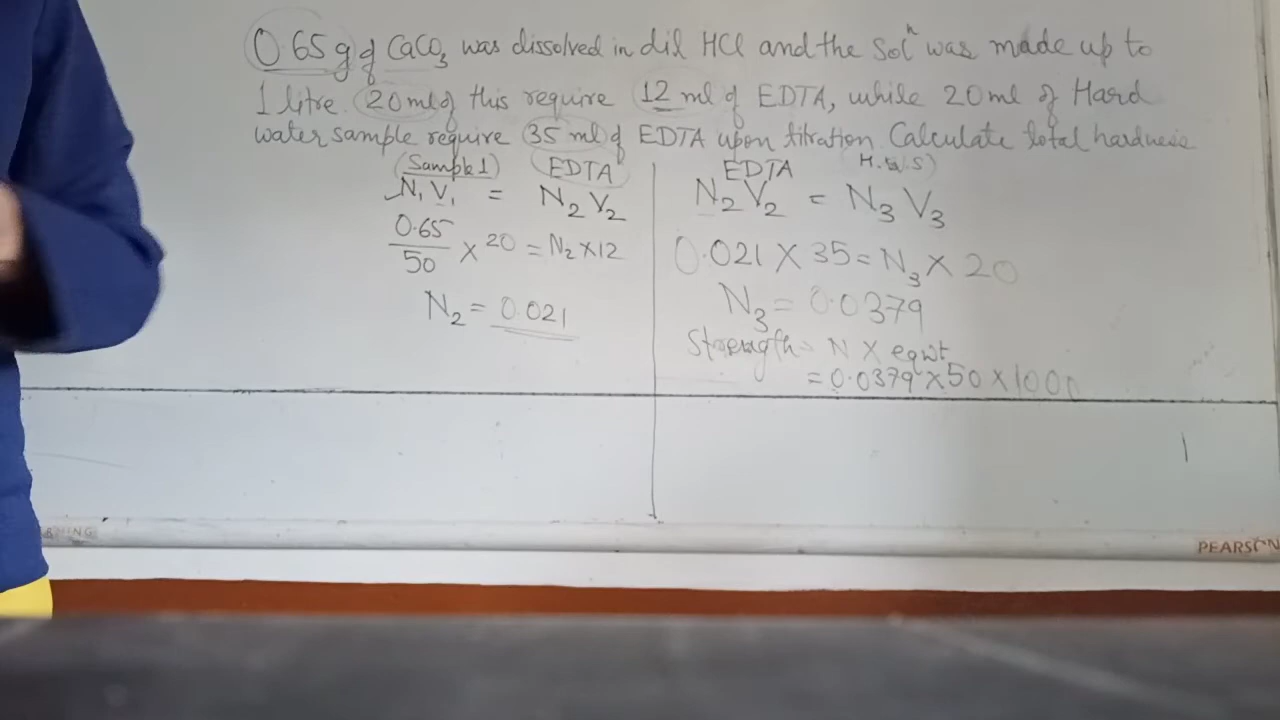 0.65 g of CaCO₃ was dissolved in dil HCl and the Solⁿ was made up to
1 litre. 20 ml of this require 12 ml of EDTA, while 20 ml of Hard
water sample require 35 ml of EDTA upon titration. Calculate total hardness
(Sample 1) EDTA
N₁V₁ = N₂V₂
0.65/50 × 20 = N₂ × 12
N₂ = 0.021
EDTA H.W.S)
N₂V₂ = N₃V₃
0.021 × 35 = N₃ × 20
N₃ = 0.0379
Strength = N × eqwt
= 0.0379 × 50 × 1000
PEARSON